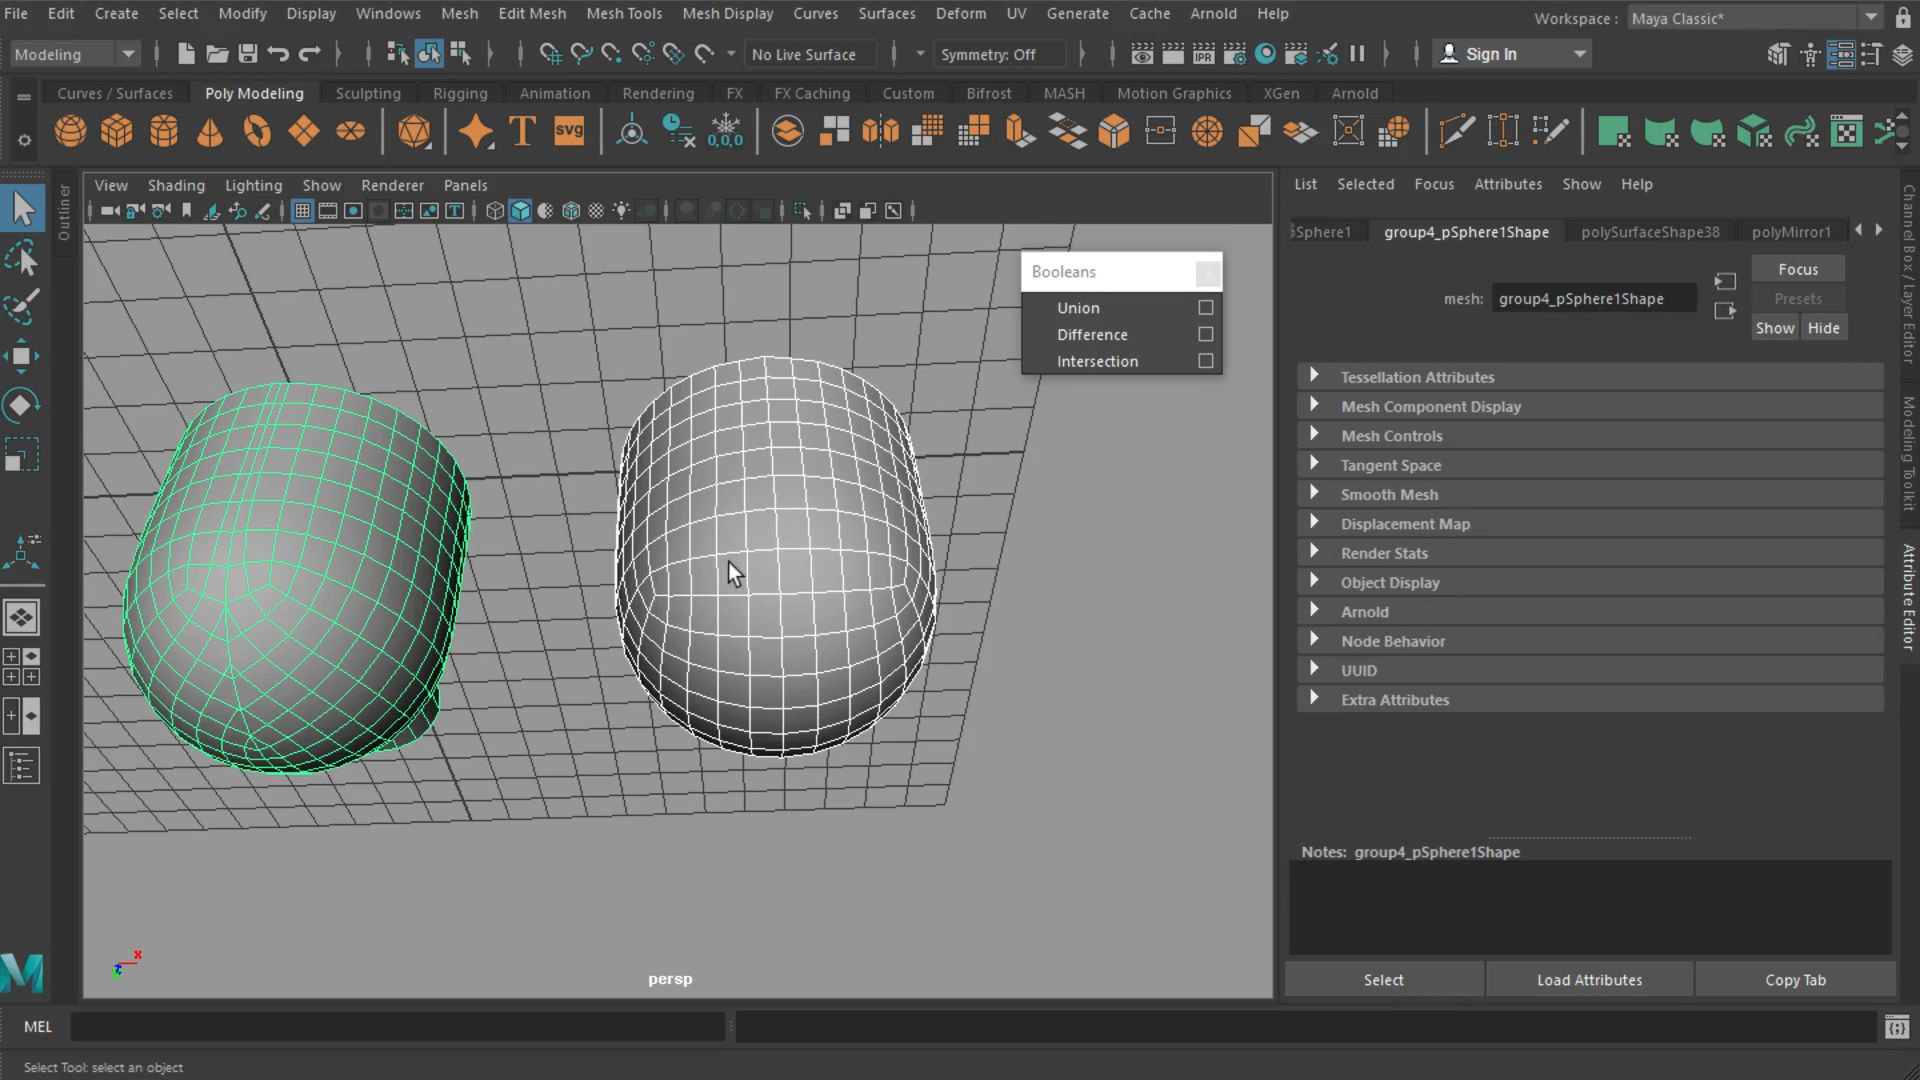 File Edit Create Select Modify Display Windows Mesh Edit Mesh Mesh Tools Mesh Display Curves Surfaces Deform UV Generate Cache Arnold Help
Workspace : Maya Classic*
Modeling No Live Surface Symmetry: Off IPR Sign In
Curves / Surfaces Poly Modeling Sculpting Rigging Animation Rendering FX FX Caching Custom Bifrost MASH Motion Graphics XGen Arnold
T SVG 0,0,0
View Shading Lighting Show Renderer Panels
Outliner
Booleans
Union
Difference
Intersection
persp
x
List Selected Focus Attributes Show Help
Sphere1 group4_pSphere1Shape polySurfaceShape38 polyMirror1
Focus
mesh: group4_pSphere1Shape Presets
Show Hide
Tessellation Attributes
Mesh Component Display
Mesh Controls
Tangent Space
Smooth Mesh
Displacement Map
Render Stats
Object Display
Arnold
Node Behavior
UUID
Extra Attributes
Notes: group4_pSphere1Shape
Select Load Attributes Copy Tab
Channel Box / Layer Editor
Modeling Toolkit
Attribute Editor
MEL
Select Tool: select an object